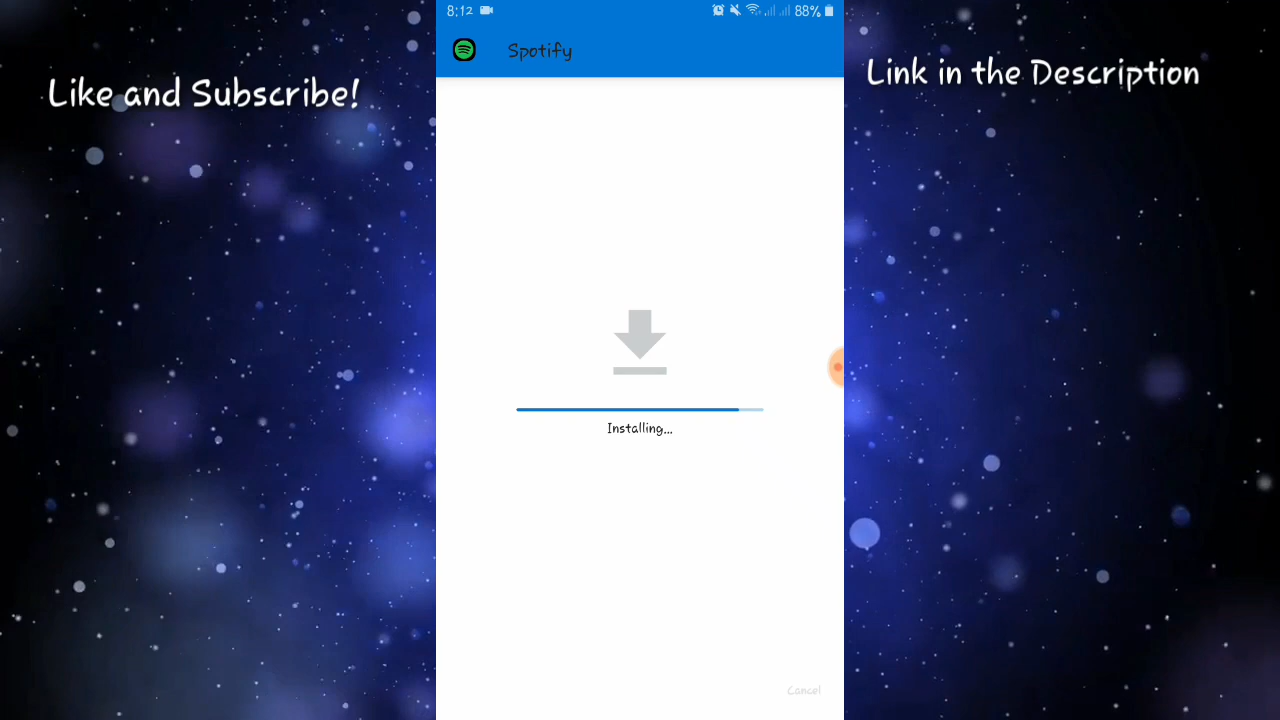 8:12
88%
Spotify
Like and Subscribe!
Link in the Description
Installing...
Cancel